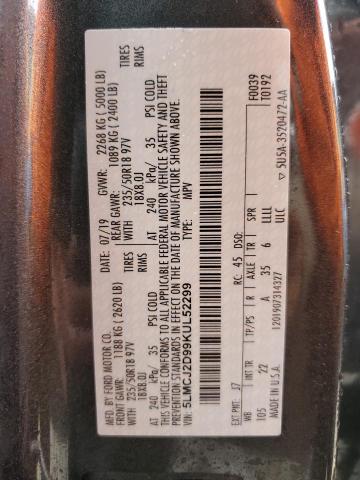 MFD. BY FORD MOTOR CO.
DATE: 07/19 GVWR: 2268 KG ( 5000 LB)
FRONT GAWR: 1188 KG ( 2620 LB) REAR GAWR: 1089 KG ( 2400 LB)
WITH 235/50R18 97V TIRES WITH 235/50R18 97V TIRES
18X8.0J RIMS 18X8.0J RIMS
AT 240 kPa/ 35 PSI COLD AT 240 kPa/ 35 PSI COLD
THIS VEHICLE CONFORMS TO ALL APPLICABLE FEDERAL MOTOR VEHICLE SAFETY AND THEFT
PREVENTION STANDARDS IN EFFECT ON THE DATE OF MANUFACTURE SHOWN ABOVE.
VIN: 5LMCJ2D99KUL52299 TYPE: MPV
F0039
T0192
EXT PNT: J7 RC: 45 DSO:
WB INT TR TP/PS R AXLE TR SPR
105 22 A 35 6 LLLL
MADE IN U.S.A. ULC
1201907314327
▽ 5U5A-3520472-AA